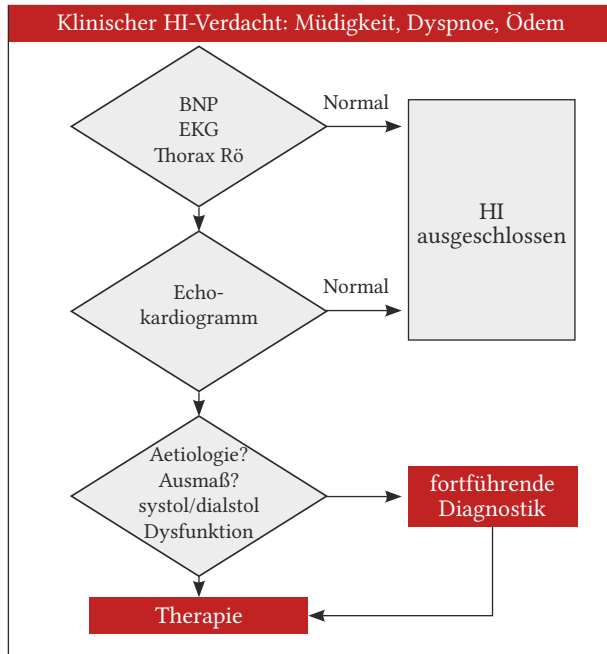 Klinischer HI-Verdacht: Müdigkeit, Dyspnoe, Ödem
BNP
EKG
Thorax Rö
Normal
HI
ausgeschlossen
Echo-
kardiogramm
Normal
Aetiologie?
Ausmaß?
systol/dialstol
Dysfunktion
fortführende
Diagnostik
Therapie